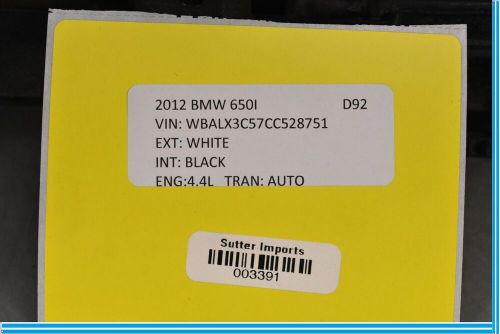 2012 BMW 650I D92
VIN: WBALX3C57CC528751
EXT: WHITE
INT: BLACK
ENG:4.4L TRAN: AUTO
Sutter Imports
003391